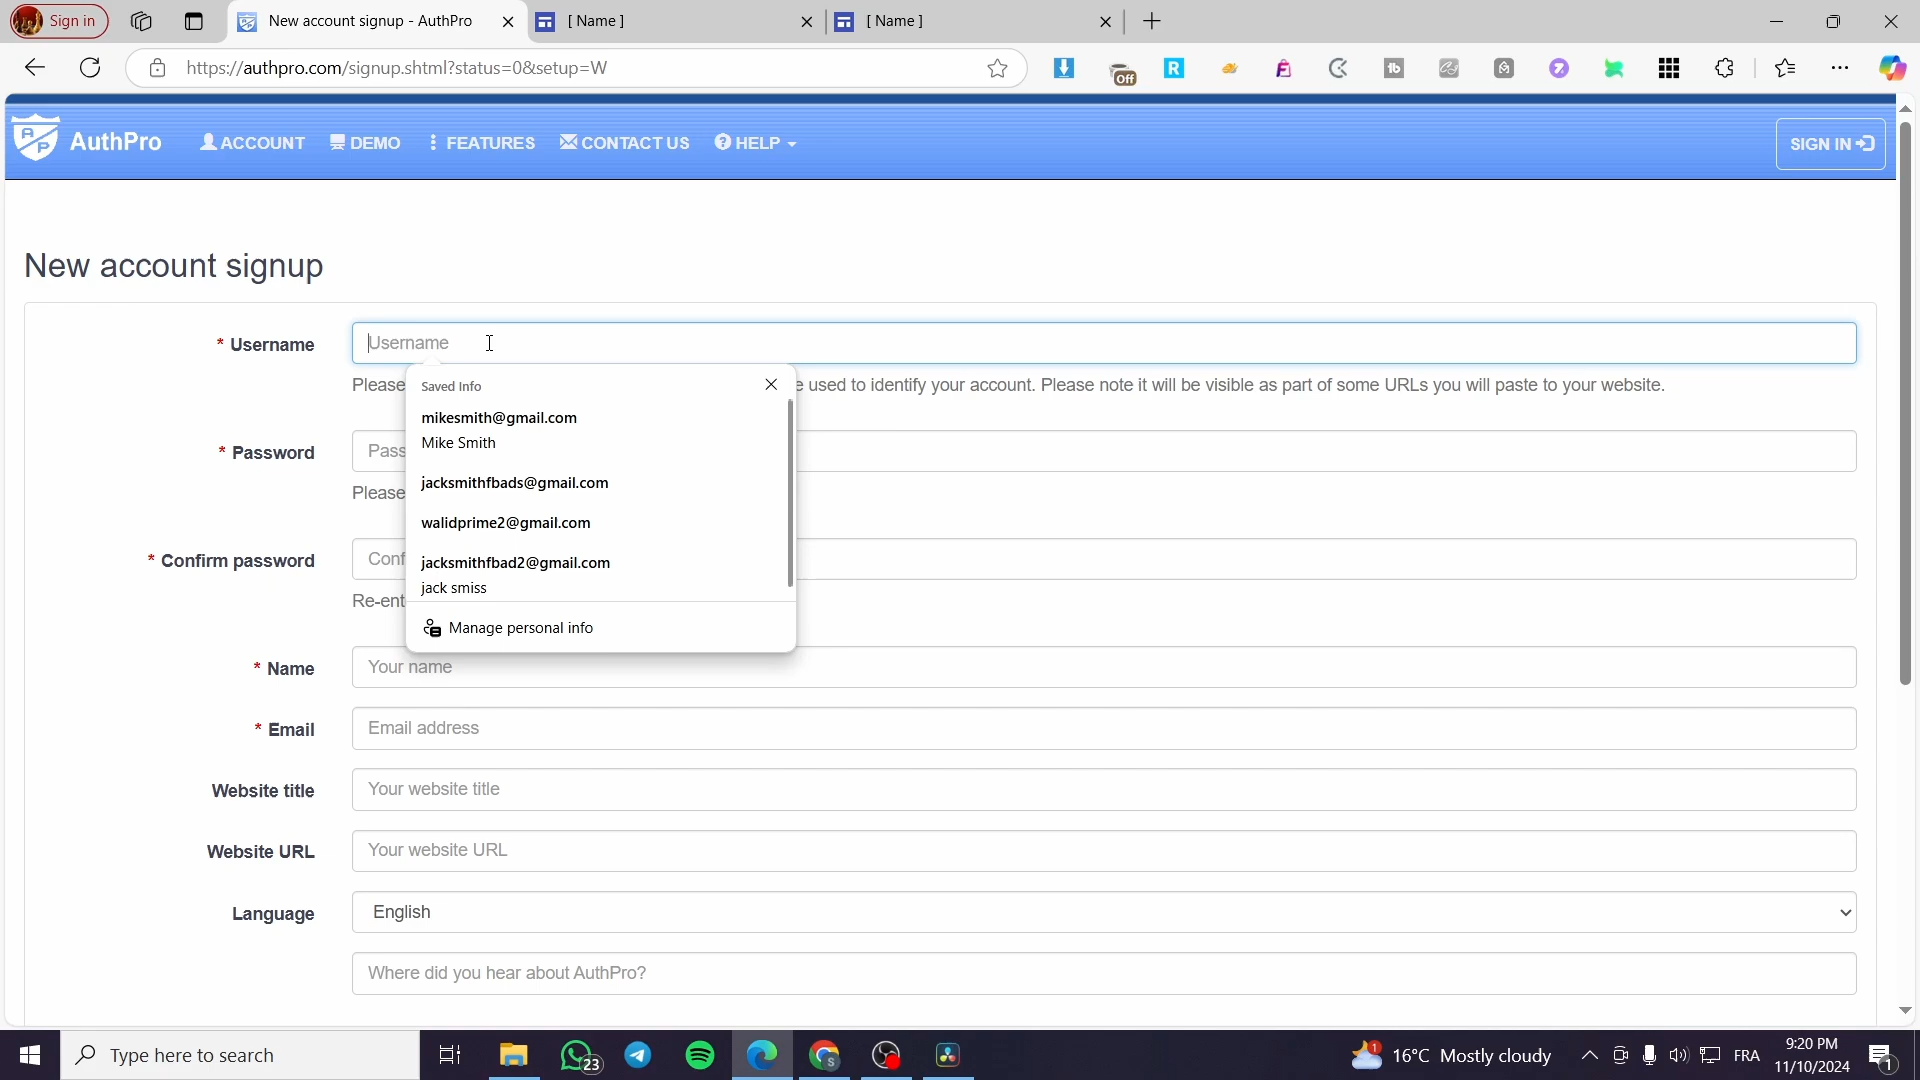 Sign in
New account signup - AuthPro
[ Name ]
[ Name ]
https://authpro.com/signup.shtml?status=0&setup=W
Off
AuthPro
ACCOUNT
DEMO
FEATURES
CONTACT US
HELP
SIGN IN
New account signup
* Username
Username
Please
e used to identify your account. Please note it will be visible as part of some URLs you will paste to your website.
Saved Info
mikesmith@gmail.com
Mike Smith
jacksmithfbads@gmail.com
walidprime2@gmail.com
jacksmithfbad2@gmail.com
jack smiss
Manage personal info
* Password
Pass
Please
* Confirm password
Conf
Re-ent
* Name
Your name
* Email
Email address
Website title
Your website title
Website URL
Your website URL
Language
English
Where did you hear about AuthPro?
Type here to search
23
1
16°C Mostly cloudy
FRA
9:20 PM
11/10/2024
1